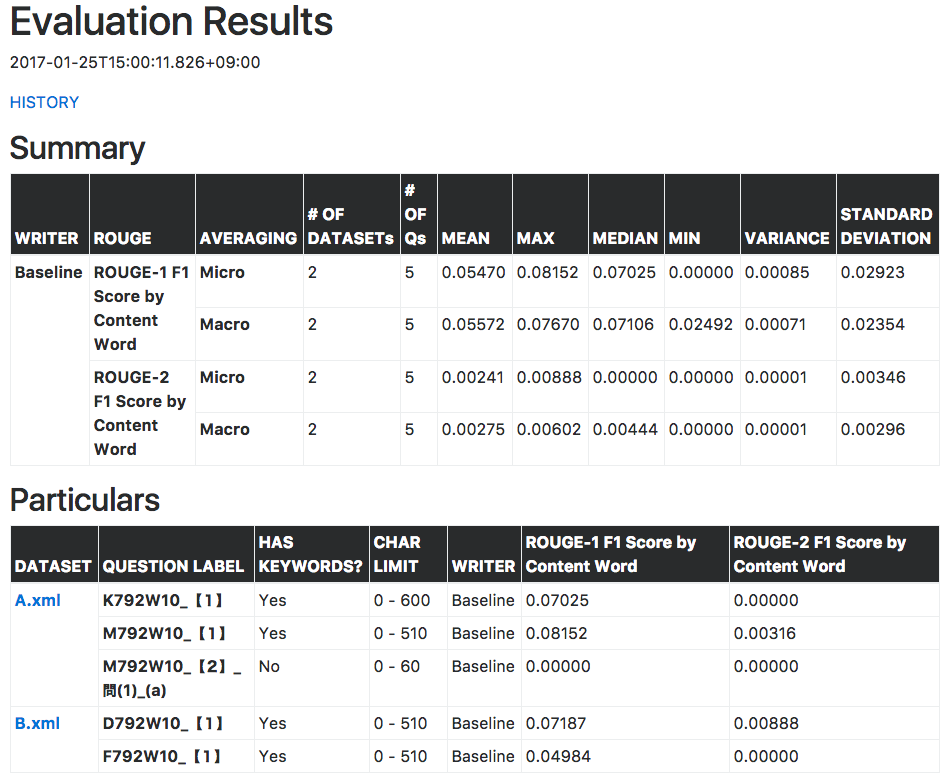 Evaluation Results
2017-01-25T15:00:11.826+09:00
HISTORY
Summary
WRITER ROUGE AVERAGING # OF DATASETs # OF Qs MEAN MAX MEDIAN MIN VARIANCE STANDARD DEVIATION
Baseline ROUGE-1 F1 Score by Content Word Micro 2 5 0.05470 0.08152 0.07025 0.00000 0.00085 0.02923
Macro 2 5 0.05572 0.07670 0.07106 0.02492 0.00071 0.02354
ROUGE-2 F1 Score by Content Word Micro 2 5 0.00241 0.00888 0.00000 0.00000 0.00001 0.00346
Macro 2 5 0.00275 0.00602 0.00444 0.00000 0.00001 0.00296
Particulars
DATASET QUESTION LABEL HAS KEYWORDS? CHAR LIMIT WRITER ROUGE-1 F1 Score by Content Word ROUGE-2 F1 Score by Content Word
A.xml K792W10_【1】 Yes 0 - 600 Baseline 0.07025 0.00000
M792W10_【1】 Yes 0 - 510 Baseline 0.08152 0.00316
M792W10_【2】_問(1)_(a) No 0 - 60 Baseline 0.00000 0.00000
B.xml D792W10_【1】 Yes 0 - 510 Baseline 0.07187 0.00888
F792W10_【1】 Yes 0 - 510 Baseline 0.04984 0.00000